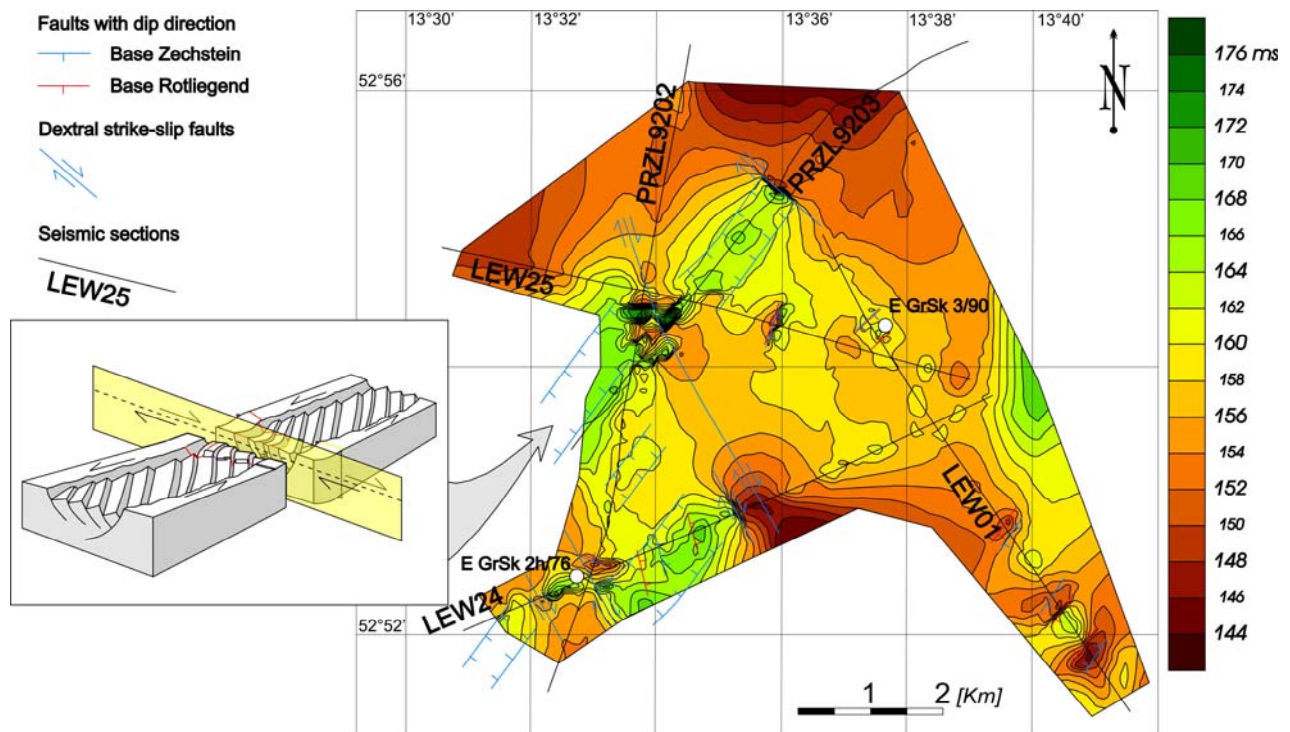 Faults with dip direction
Base Zechstein
Base Rotliegend
Dextral strike-slip faults
Seismic sections
LEW25
13°30' 13°32' 13°36' 13°38' 13°40'
52°56'
52°52'
N
PRZL9202
PRZL9203
LEW25
E GrSk 3/90
LEW01
E GrSk 2h/76
LEW24
1 2 [Km]
176 ms
174
172
170
168
166
164
162
160
158
156
154
152
150
148
146
144